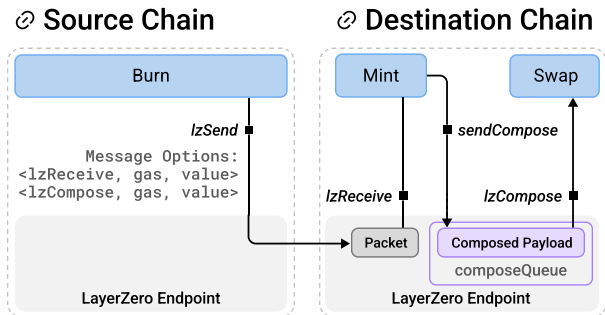 Source Chain
Burn
lzSend
Message Options:
<lzReceive, gas, value>
<lzCompose, gas, value>
LayerZero Endpoint
Destination Chain
Mint
Swap
sendCompose
lzReceive
lzCompose
Packet
Composed Payload
composeQueue
LayerZero Endpoint